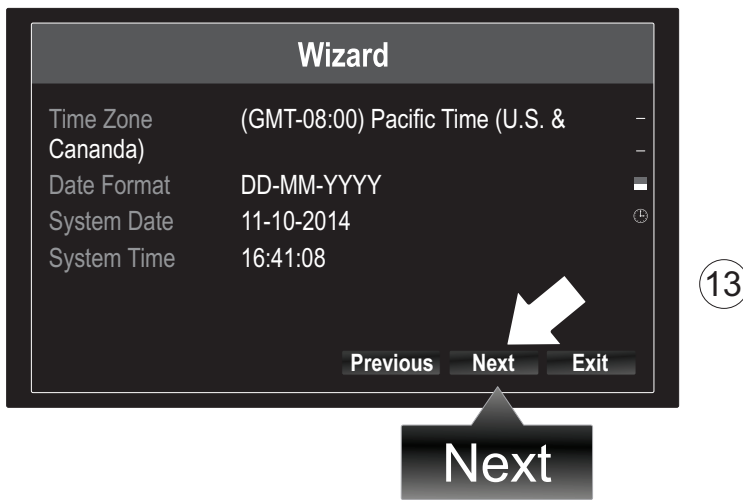 Wizard
Time Zone (GMT-08:00) Pacific Time (U.S. & –
Cananda) –
Date Format DD-MM-YYYY
System Date 11-10-2014
System Time 16:41:08
13
Previous Next Exit
Next